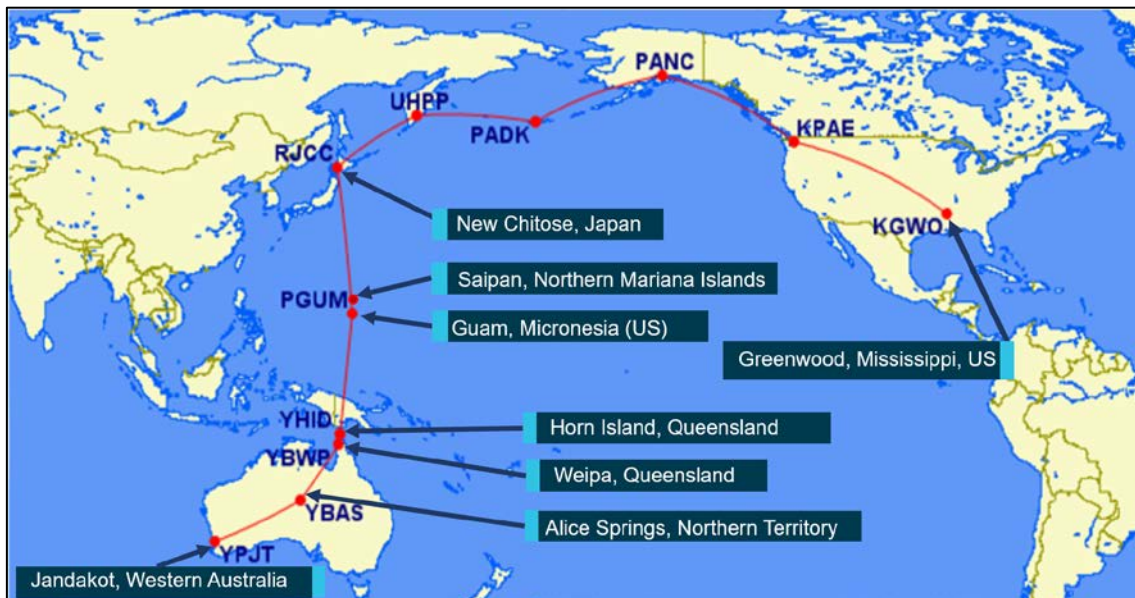 PANC
UHPP
PADK
KPAE
RJCC
New Chitose, Japan
KGWO
Saipan, Northern Mariana Islands
PGUM
Guam, Micronesia (US)
Greenwood, Mississippi, US
YHID
Horn Island, Queensland
YBWP
Weipa, Queensland
YBAS
Alice Springs, Northern Territory
YPJT
Jandakot, Western Australia